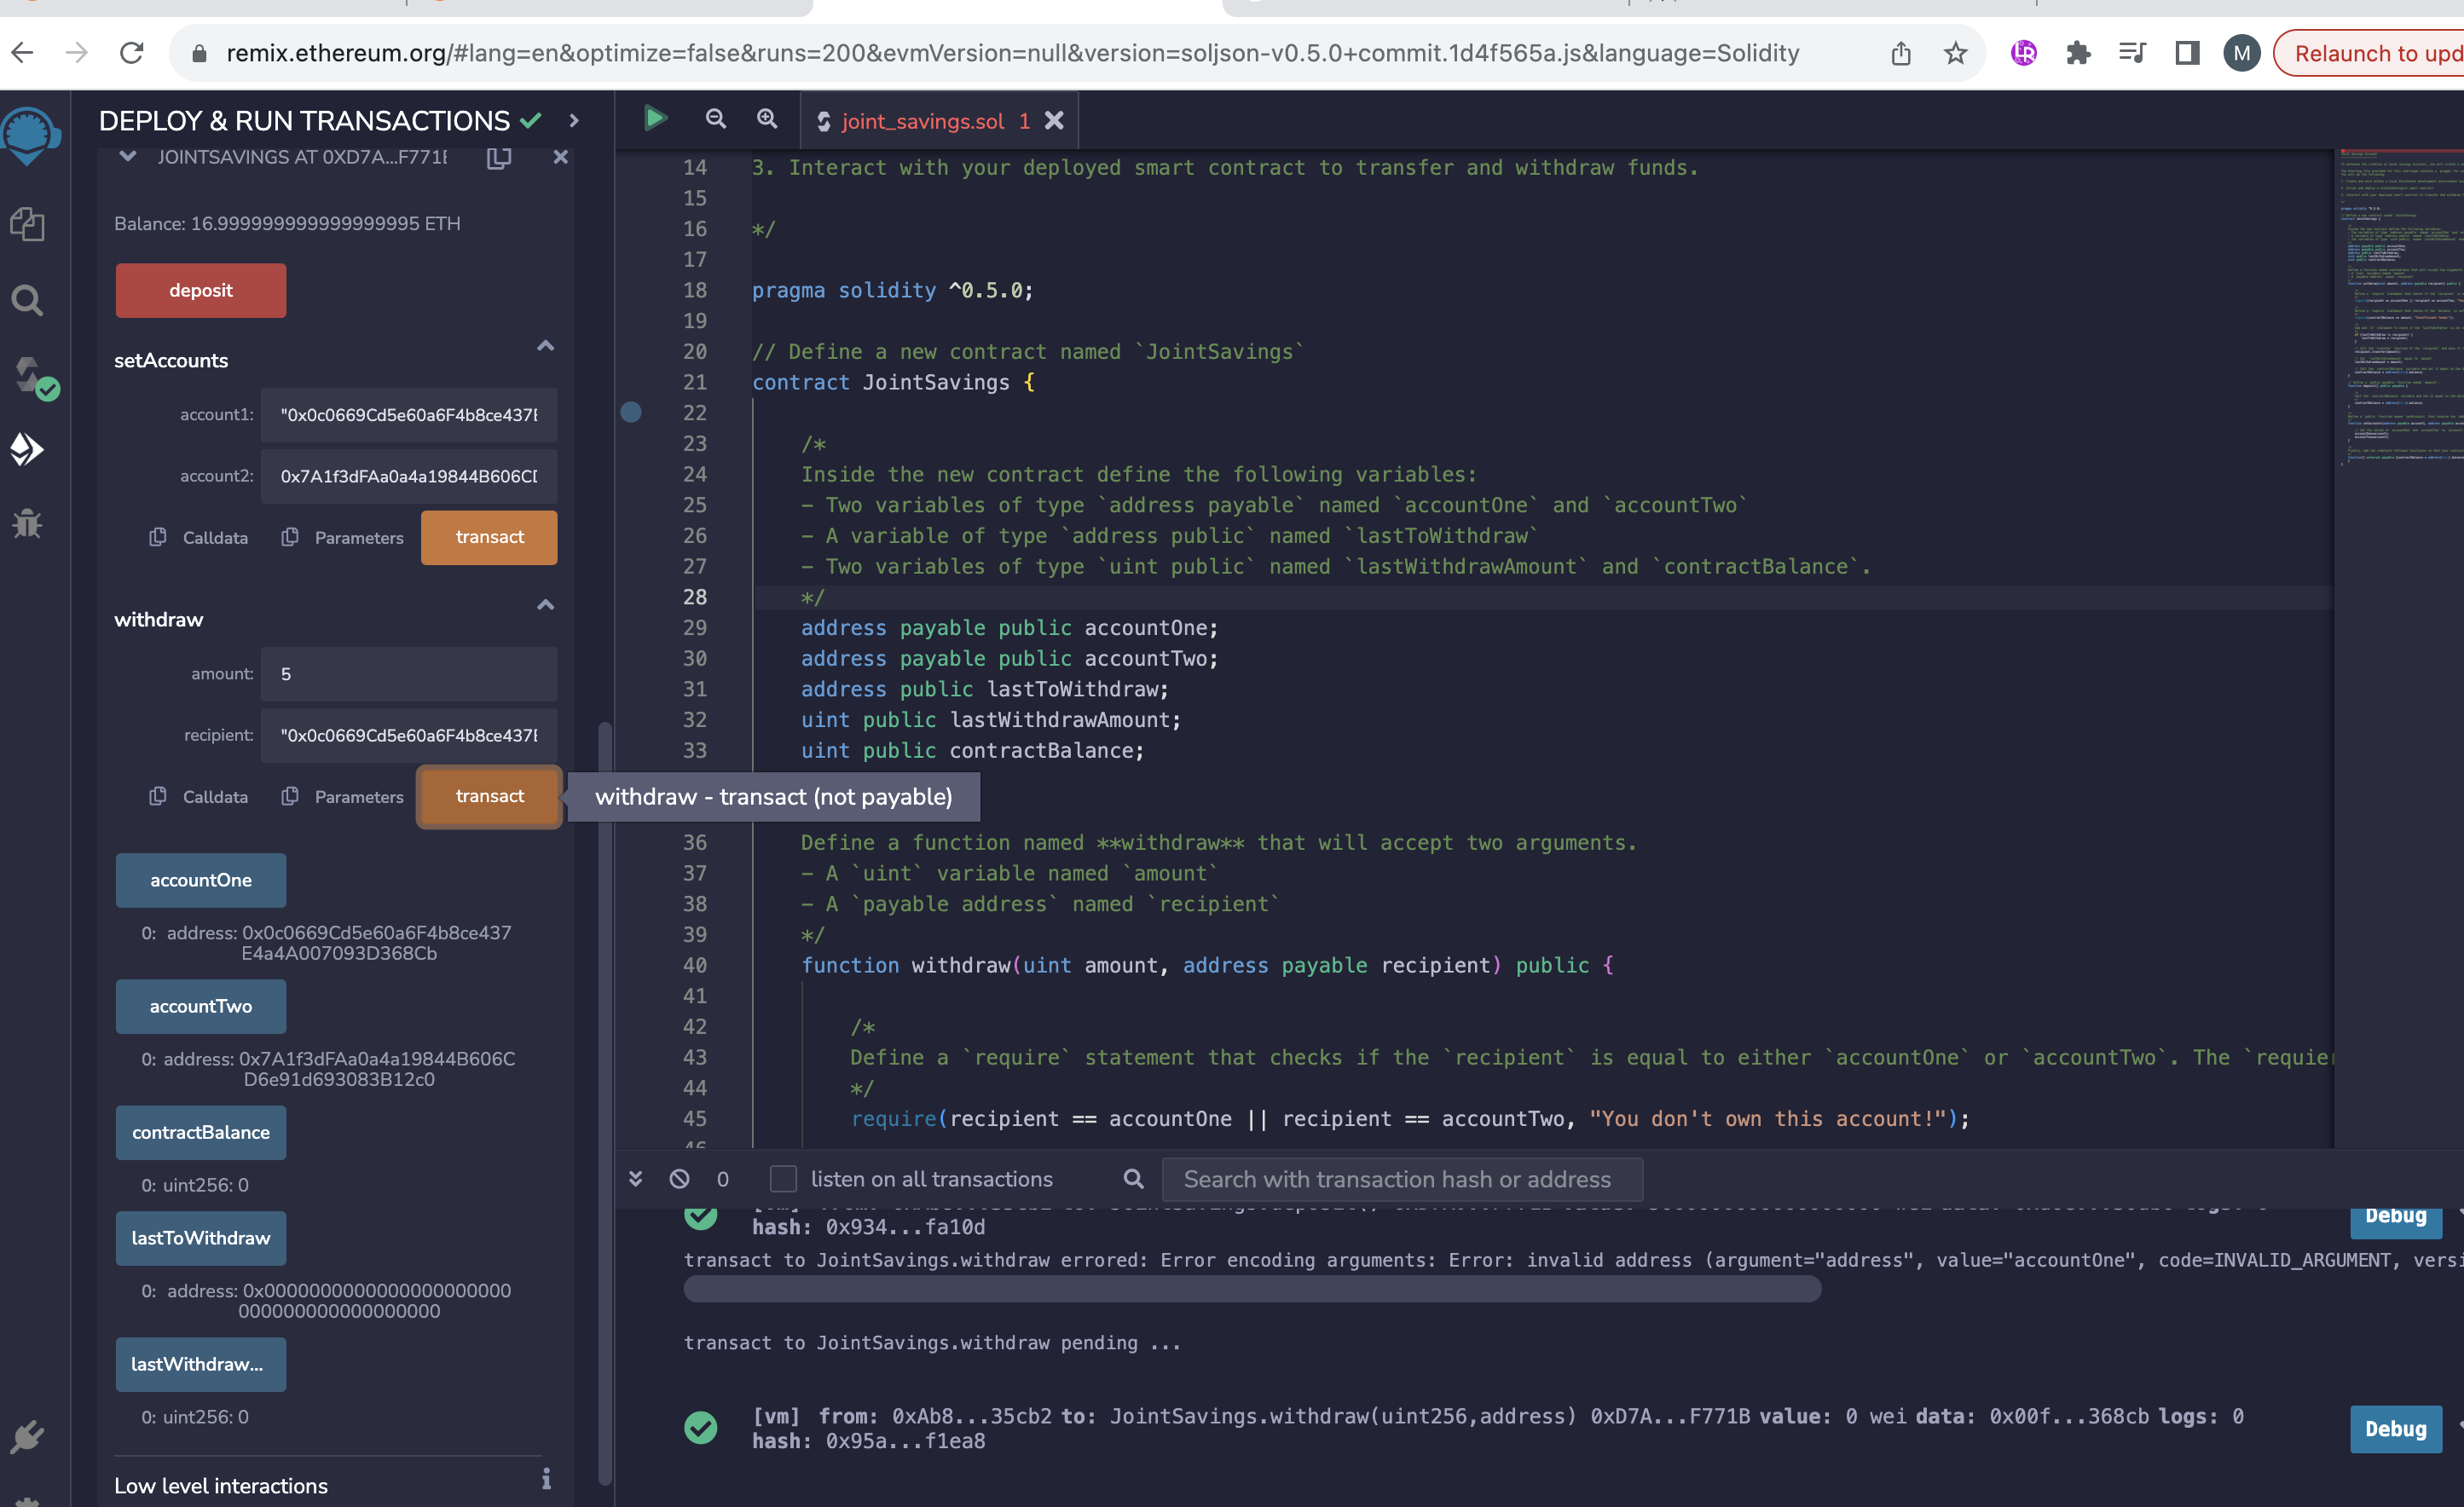 remix.ethereum.org/#lang=en&optimize=false&runs=200&evmVersion=null&version=soljson-v0.5.0+commit.1d4f565a.js&language=Solidity
M
Relaunch to upd
DEPLOY & RUN TRANSACTIONS
JOINTSAVINGS AT 0XD7A...F771
Balance: 16.999999999999999995 ETH
deposit
setAccounts
account1: "0x0c0669Cd5e60a6F4b8ce437E
account2: 0x7A1f3dFAa0a4a19844B606CD
Calldata Parameters transact
withdraw
amount: 5
recipient: "0x0c0669Cd5e60a6F4b8ce437E
Calldata Parameters transact
withdraw - transact (not payable)
accountOne
0: address: 0x0c0669Cd5e60a6F4b8ce437
E4a4A007093D368Cb
accountTwo
0: address: 0x7A1f3dFAa0a4a19844B606C
D6e91d693083B12c0
contractBalance
0: uint256: 0
lastToWithdraw
0: address: 0x0000000000000000000000
000000000000000000
lastWithdraw...
0: uint256: 0
Low level interactions
joint_savings.sol 1
14 3. Interact with your deployed smart contract to transfer and withdraw funds.
15
16 */
17
18 pragma solidity ^0.5.0;
19
20 // Define a new contract named `JointSavings`
21 contract JointSavings {
22
23 /*
24 Inside the new contract define the following variables:
25 - Two variables of type `address payable` named `accountOne` and `accountTwo`
26 - A variable of type `address public` named `lastToWithdraw`
27 - Two variables of type `uint public` named `lastWithdrawAmount` and `contractBalance`.
28 */
29 address payable public accountOne;
30 address payable public accountTwo;
31 address public lastToWithdraw;
32 uint public lastWithdrawAmount;
33 uint public contractBalance;
36 Define a function named **withdraw** that will accept two arguments.
37 - A `uint` variable named `amount`
38 - A `payable address` named `recipient`
39 */
40 function withdraw(uint amount, address payable recipient) public {
41
42 /*
43 Define a `require` statement that checks if the `recipient` is equal to either `accountOne` or `accountTwo`. The `requier
44 */
45 require(recipient == accountOne || recipient == accountTwo, "You don't own this account!");
46
0 listen on all transactions Search with transaction hash or address
hash: 0x934...fa10d
Debug
transact to JointSavings.withdraw errored: Error encoding arguments: Error: invalid address (argument="address", value="accountOne", code=INVALID_ARGUMENT, versi
transact to JointSavings.withdraw pending ...
[vm] from: 0xAb8...35cb2 to: JointSavings.withdraw(uint256,address) 0xD7A...F771B value: 0 wei data: 0x00f...368cb logs: 0
hash: 0x95a...f1ea8
Debug